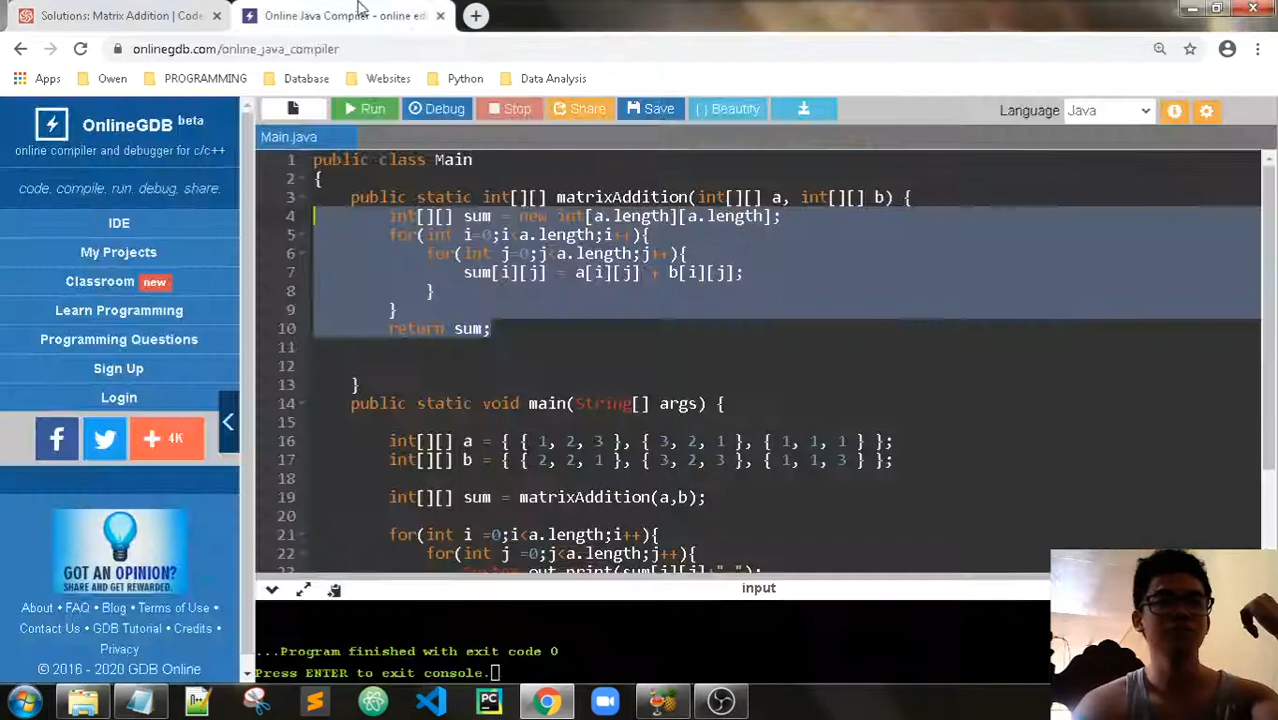 Solutions: Matrix Addition | Code
Online Java Compiler - online edi
onlinegdb.com/online_java_compiler
Apps
Owen
PROGRAMMING
Database
Websites
Python
Data Analysis
OnlineGDB beta
online compiler and debugger for c/c++
code. compile. run. debug. share.
IDE
My Projects
Classroom new
Learn Programming
Programming Questions
Sign Up
Login
4K
GOT AN OPINION?
SHARE AND GET REWARDED.
About • FAQ • Blog • Terms of Use •
Contact Us • GDB Tutorial • Credits •
Privacy
© 2016 - 2020 GDB Online
Run
Debug
Stop
Share
Save
{ } Beautify
Language Java
Main.java
1 public class Main
2 {
3 public static int[][] matrixAddition(int[][] a, int[][] b) {
4 int[][] sum = new int[a.length][a.length];
5 for(int i=0;i<a.length;i++){
6 for(int j=0;j<a.length;j++){
7 sum[i][j] = a[i][j] + b[i][j];
8 }
9 }
10 return sum;
11
12
13 }
14 public static void main(String[] args) {
15
16 int[][] a = { { 1, 2, 3 }, { 3, 2, 1 }, { 1, 1, 1 } };
17 int[][] b = { { 2, 2, 1 }, { 3, 2, 3 }, { 1, 1, 3 } };
18
19 int[][] sum = matrixAddition(a,b);
20
21 for(int i =0;i<a.length;i++){
22 for(int j =0;j<a.length;j++){
23 System.out.print(sum[i][j]+" ");
input
...Program finished with exit code 0
Press ENTER to exit console.
PC